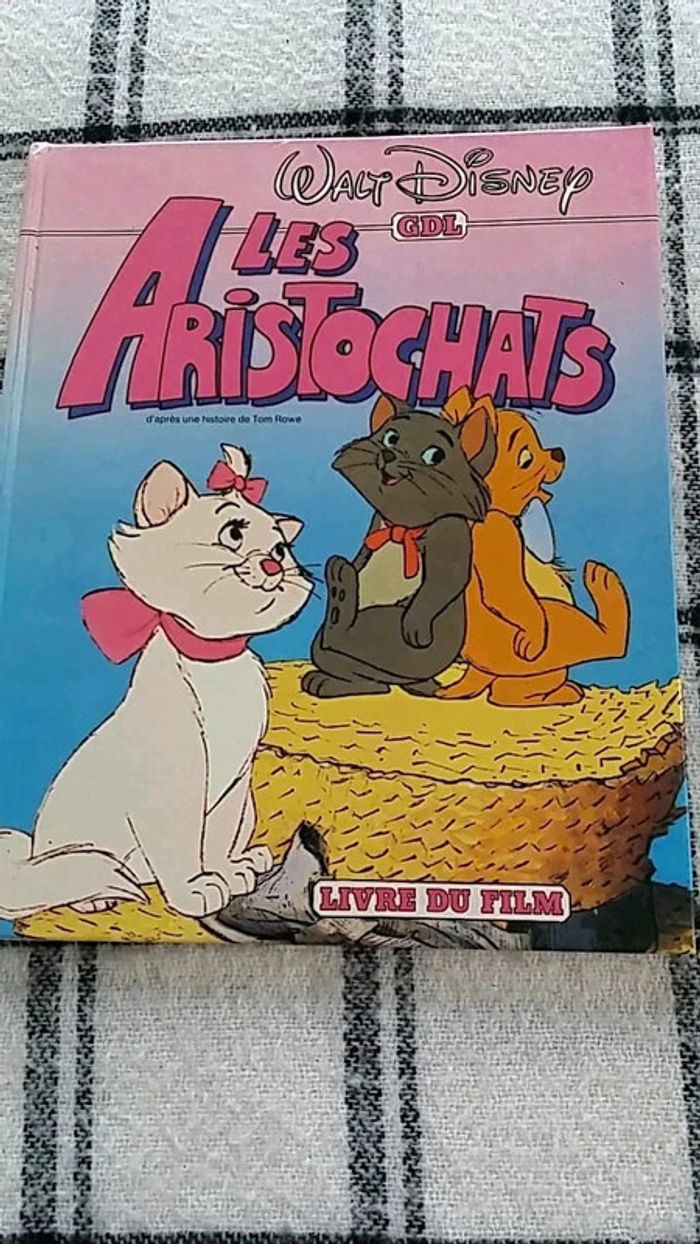 WALT DISNEY
GDL
LES
ARISTOCHATS
d'après une histoire de Tom Rowe
LIVRE DU FILM